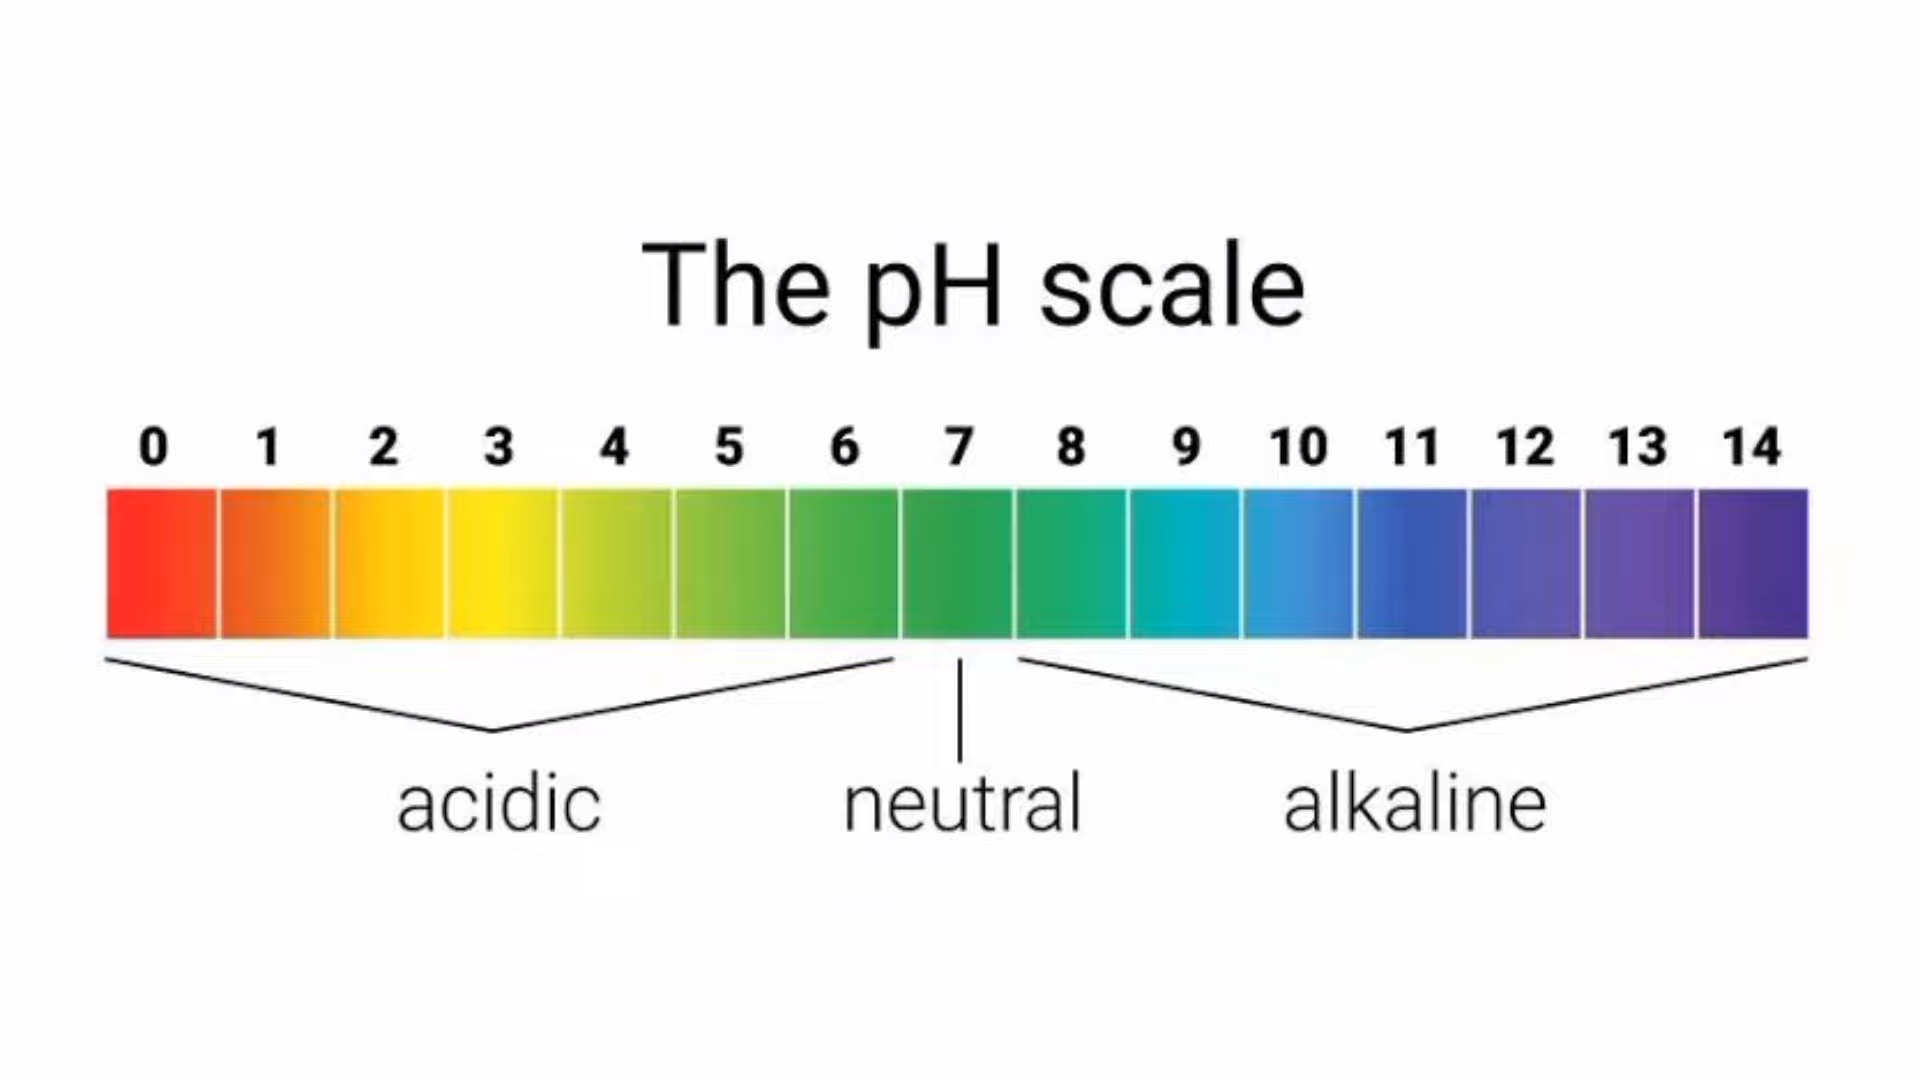 The pH scale
0 1 2 3 4 5 6 7 8 9 10 11 12 13 14
acidic neutral alkaline